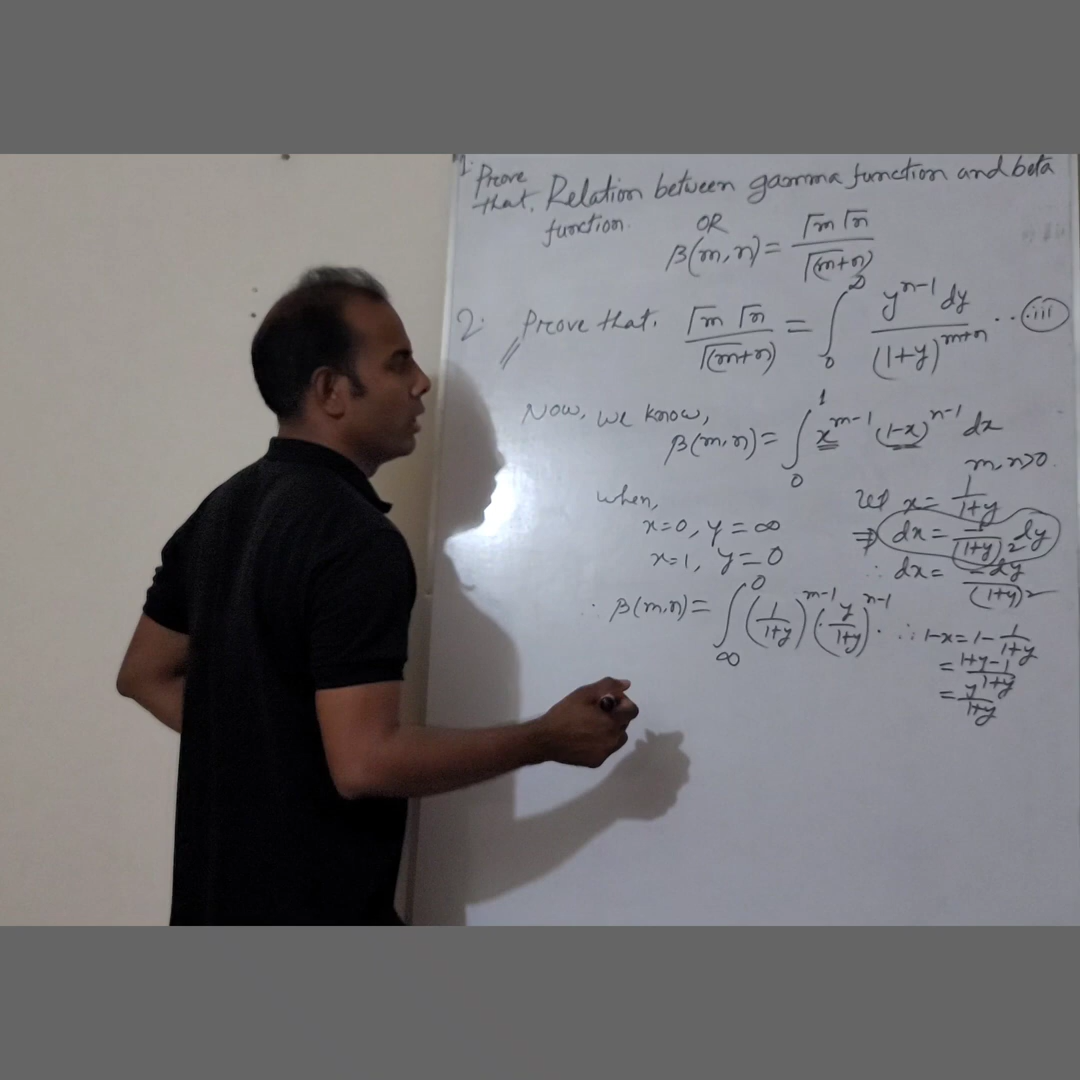 1. Prove that. Relation between gamma function and beta
function.
OR
β(m,n) = Γm Γn / Γ(m+n)
2. Prove that. Γm Γn / Γ(m+n) = ∫₀^∞ y^(n-1) dy / (1+y)^(m+n) ... (iii)
Now, we know,
β(m,n) = ∫₀¹ x^(m-1) (1-x)^(n-1) dx
m,n>0.
when,
x=0, y=∞
x=1, y=0
let x = 1/(1+y)
⇒ dx = -1/(1+y)² dy
∴ dx = -dy/(1+y)²
∴ β(m,n) = ∫_∞^0 (1/(1+y))^(m-1) (y/(1+y))^(n-1) .
∴ 1-x = 1 - 1/(1+y)
= (1+y-1)/(1+y)
= y/(1+y)